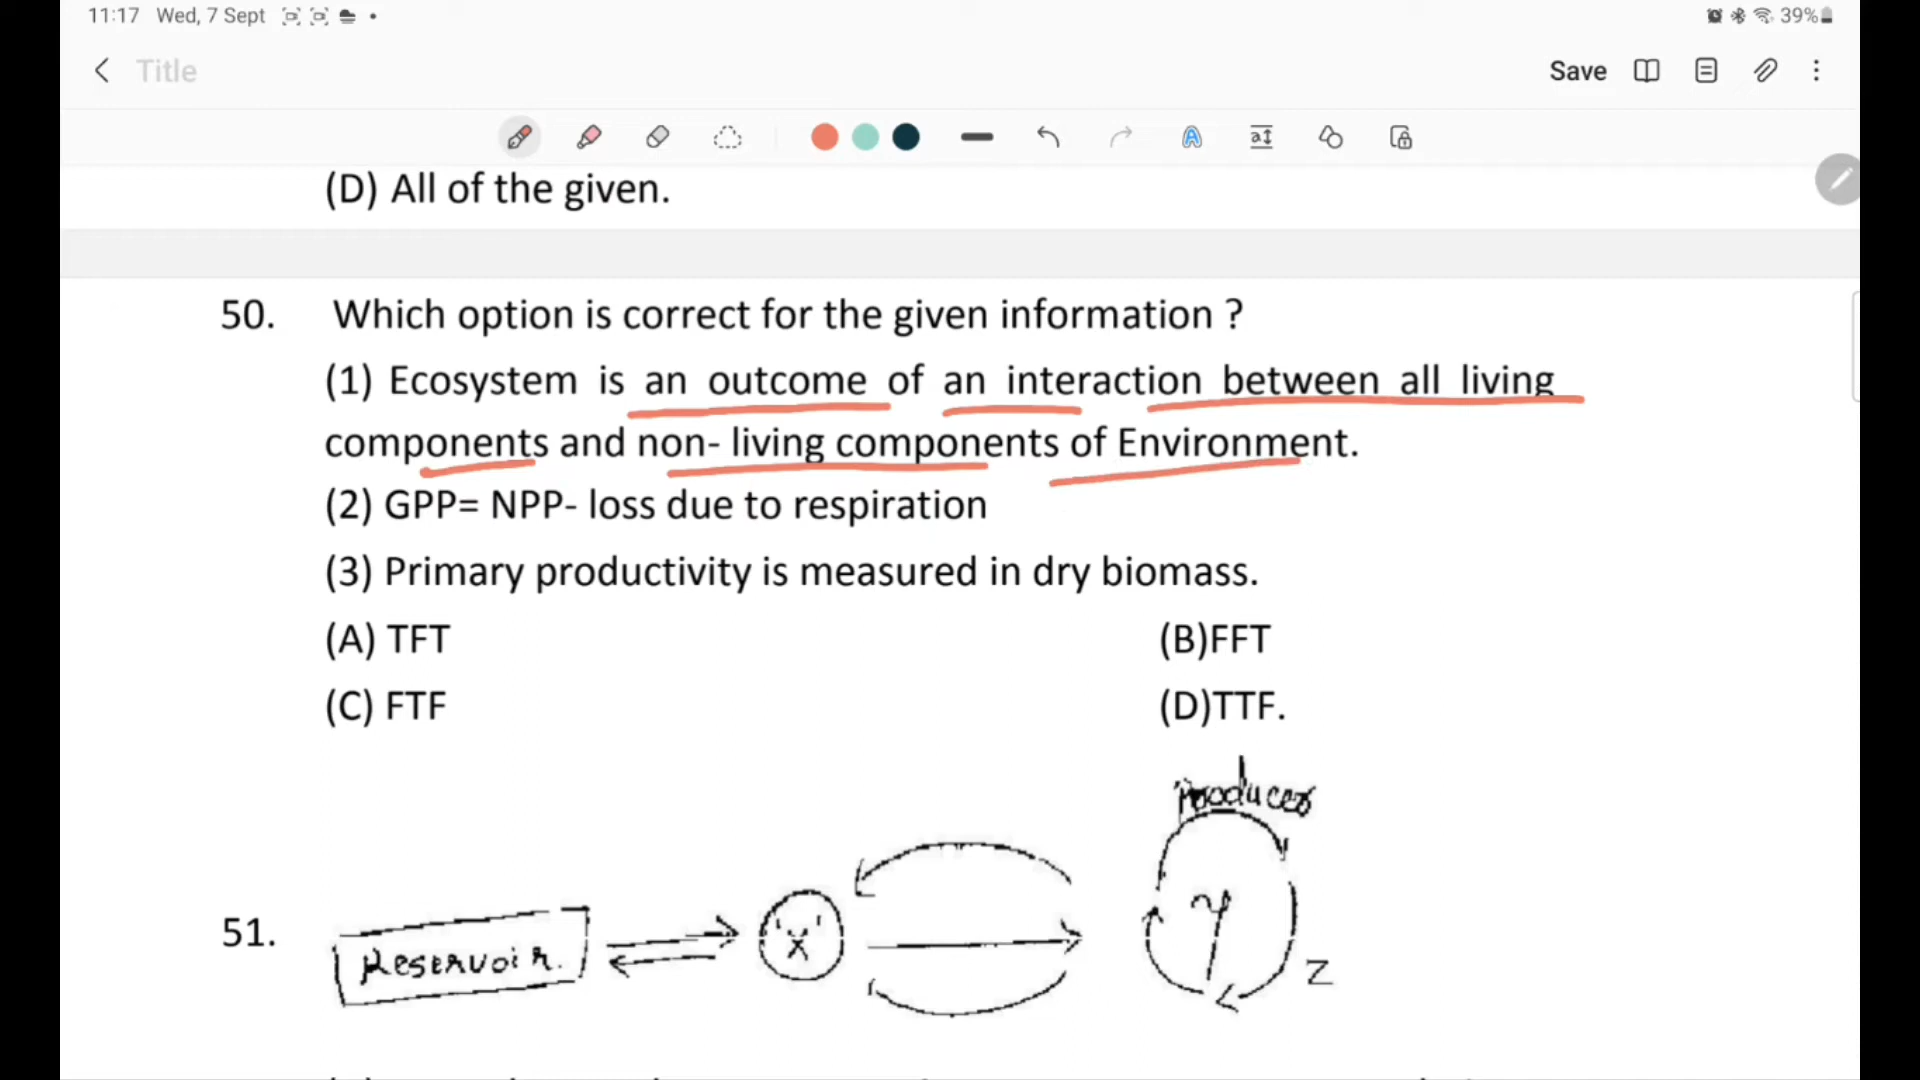 11:17 Wed, 7 Sept
39%
Title
Save
(D) All of the given.
50. Which option is correct for the given information ?
(1) Ecosystem is an outcome of an interaction between all living
components and non- living components of Environment.
(2) GPP= NPP- loss due to respiration
(3) Primary productivity is measured in dry biomass.
(A) TFT (B)FFT
(C) FTF (D)TTF.
Producer
51. Reservoir. 'X' Y Z